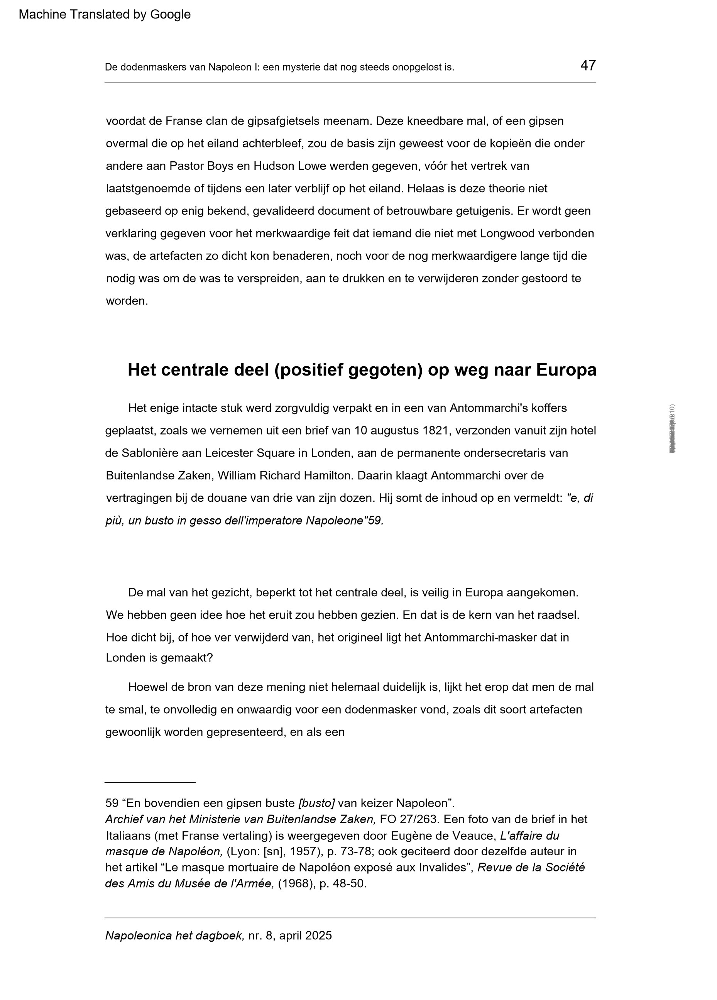 Machine Translated by Google
De dodenmaskers van Napoleon I: een mysterie dat nog steeds onopgelost is. 47
voordat de Franse clan de gipsafgietsels meenam. Deze kneedbare mal, of een gipsen
overmal die op het eiland achterbleef, zou de basis zijn geweest voor de kopieën die onder
andere aan Pastor Boys en Hudson Lowe werden gegeven, vóór het vertrek van
laatstgenoemde of tijdens een later verblijf op het eiland. Helaas is deze theorie niet
gebaseerd op enig bekend, gevalideerd document of betrouwbare getuigenis. Er wordt geen
verklaring gegeven voor het merkwaardige feit dat iemand die niet met Longwood verbonden
was, de artefacten zo dicht kon benaderen, noch voor de nog merkwaardigere lange tijd die
nodig was om de was te verspreiden, aan te drukken en te verwijderen zonder gestoord te
worden.
Het centrale deel (positief gegoten) op weg naar Europa
Het enige intacte stuk werd zorgvuldig verpakt en in een van Antommarchi's koffers
geplaatst, zoals we vernemen uit een brief van 10 augustus 1821, verzonden vanuit zijn hotel
de Sablonière aan Leicester Square in Londen, aan de permanente ondersecretaris van
Buitenlandse Zaken, William Richard Hamilton. Daarin klaagt Antommarchi over de
vertragingen bij de douane van drie van zijn dozen. Hij somt de inhoud op en vermeldt: "e, di
più, un busto in gesso dell'imperatore Napoleone"59.
De mal van het gezicht, beperkt tot het centrale deel, is veilig in Europa aangekomen.
We hebben geen idee hoe het eruit zou hebben gezien. En dat is de kern van het raadsel.
Hoe dicht bij, of hoe ver verwijderd van, het origineel ligt het Antommarchi-masker dat in
Londen is gemaakt?
Hoewel de bron van deze mening niet helemaal duidelijk is, lijkt het erop dat men de mal
te smal, te onvolledig en onwaardig voor een dodenmasker vond, zoals dit soort artefacten
gewoonlijk worden gepresenteerd, en als een
59 “En bovendien een gipsen buste [busto] van keizer Napoleon”.
Archief van het Ministerie van Buitenlandse Zaken, FO 27/263. Een foto van de brief in het
Italiaans (met Franse vertaling) is weergegeven door Eugène de Veauce, L'affaire du
masque de Napoléon, (Lyon: [sn], 1957), p. 73-78; ook geciteerd door dezelfde auteur in
het artikel “Le masque mortuaire de Napoléon exposé aux Invalides”, Revue de la Société
des Amis du Musée de l'Armée, (1968), p. 48-50.
Napoleonica het dagboek, nr. 8, april 2025